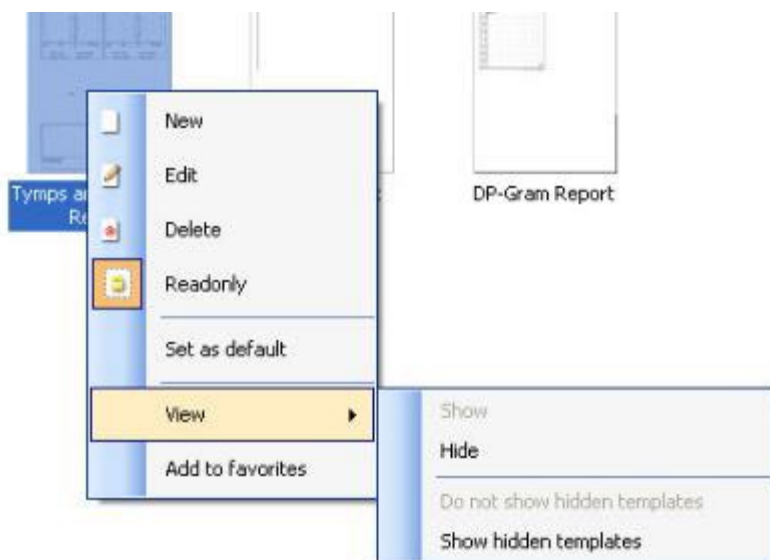 New
Edit
Tymps a
DP-Gram Report
Re
Delete
Readonly
Set as default
View
Show
Hide
Add to favorites
Do not show hidden templates
Show hidden templates